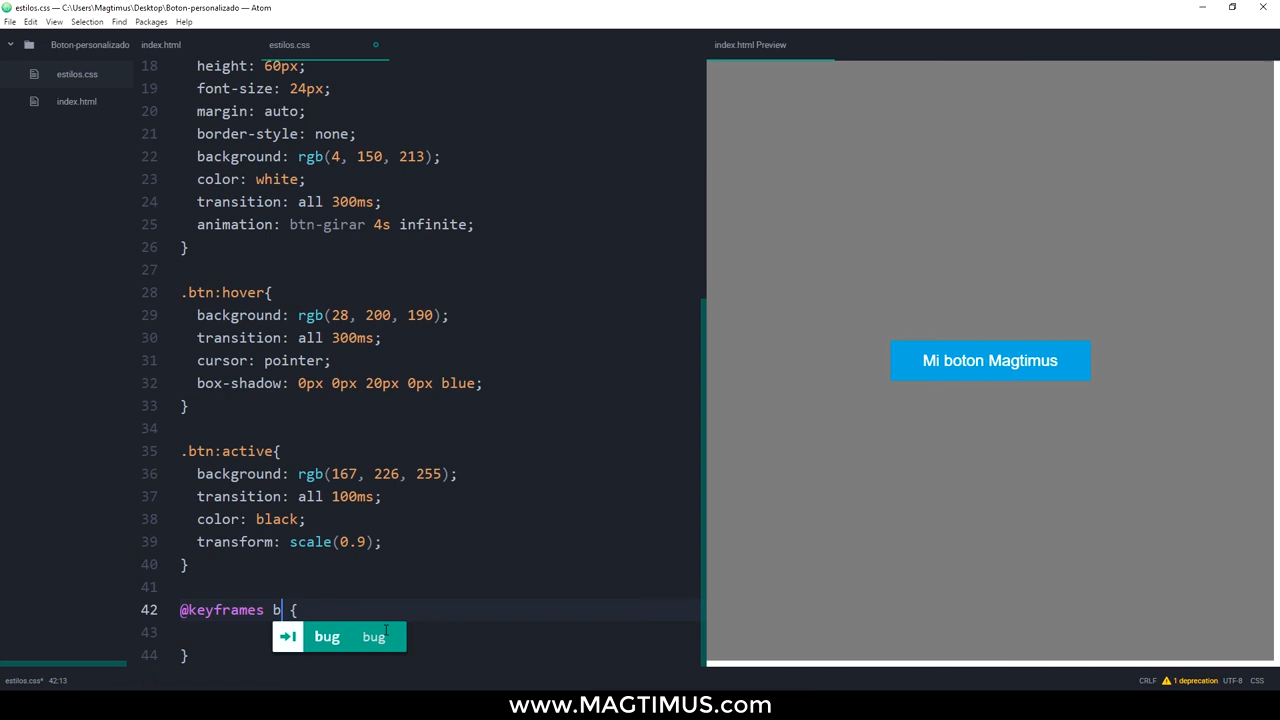 estilos.css — C:\Users\Magtimus\Desktop\Boton-personalizado — Atom
File Edit View Selection Find Packages Help
Boton-personalizado
estilos.css
index.html
index.html estilos.css
18 height: 60px;
19 font-size: 24px;
20 margin: auto;
21 border-style: none;
22 background: rgb(4, 150, 213);
23 color: white;
24 transition: all 300ms;
25 animation: btn-girar 4s infinite;
26 }
27
28 .btn:hover{
29 background: rgb(28, 200, 190);
30 transition: all 300ms;
31 cursor: pointer;
32 box-shadow: 0px 0px 20px 0px blue;
33 }
34
35 .btn:active{
36 background: rgb(167, 226, 255);
37 transition: all 100ms;
38 color: black;
39 transform: scale(0.9);
40 }
41
42 @keyframes b {
43
bug bug
44 }
index.html Preview
Mi boton Magtimus
estilos.css* 42:13
CRLF 1 deprecation UTF-8 CSS
www.MAGTIMUS.com